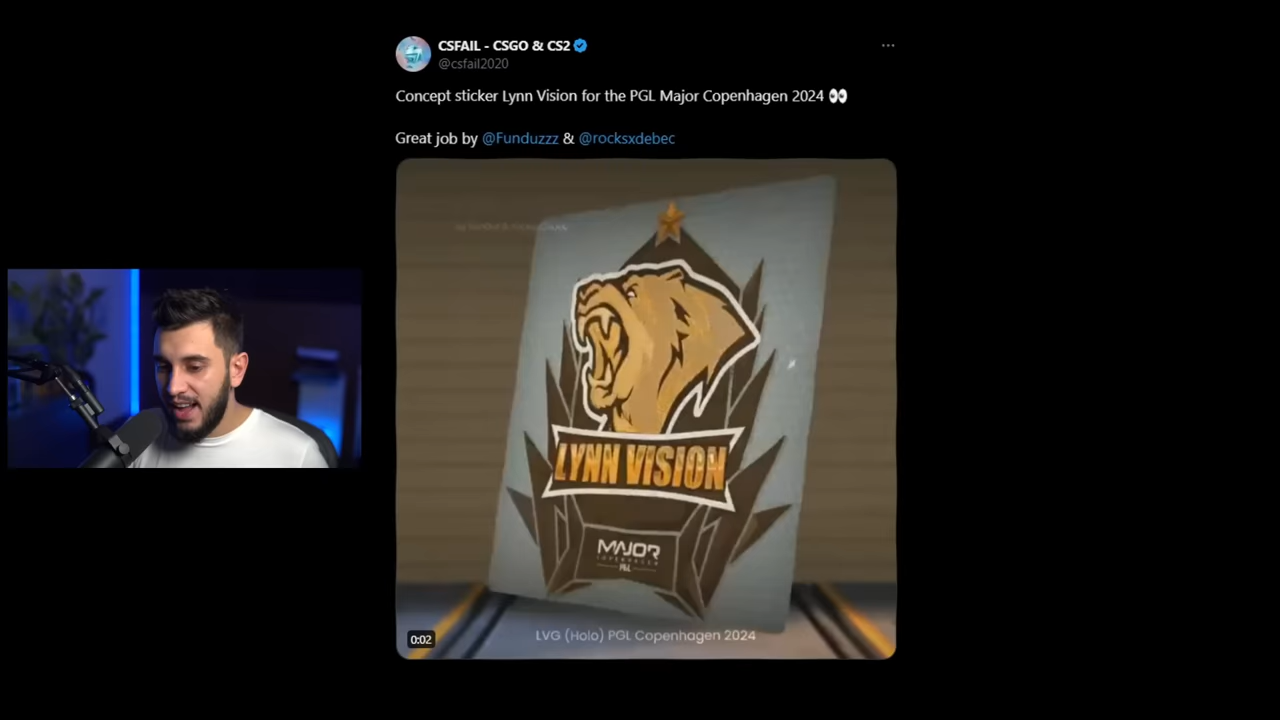 CSFAIL - CSGO & CS2
@csfail2020
Concept sticker Lynn Vision for the PGL Major Copenhagen 2024 👀
Great job by @Funduzzz & @rocksxdebec
LYNN VISION
MAJOR
COPENHAGEN
PGL
LVG (Holo) PGL Copenhagen 2024
0:02